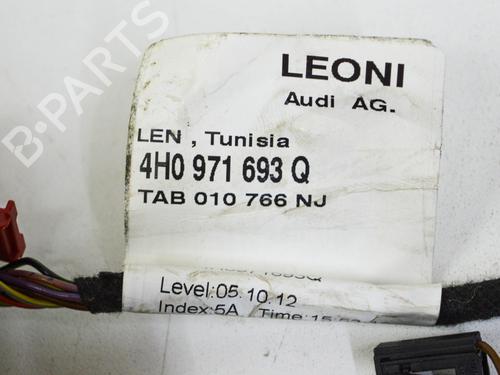 LEONI
Audi AG.
LEN , Tunisia
4H0 971 693 Q
TAB 010 766 NJ
Level:05.10.12
Index:5A Time:
B-PARTS